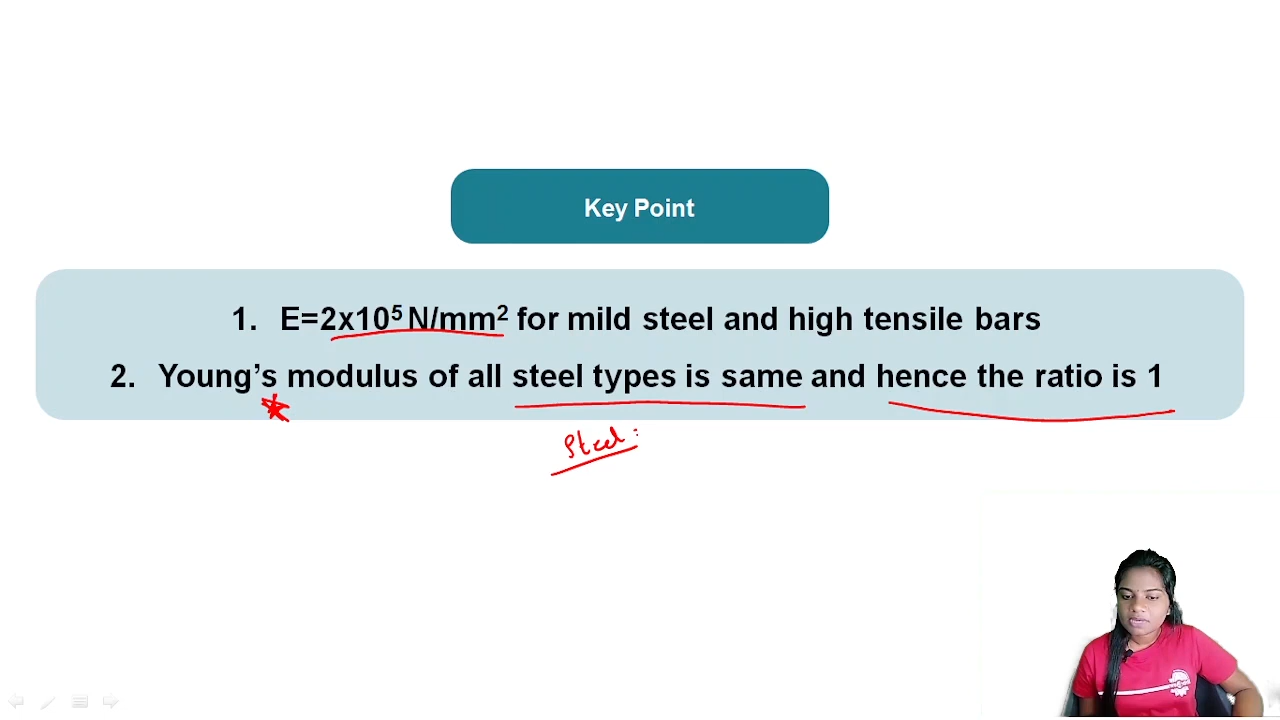 Key Point
1. E=2x10⁵ N/mm² for mild steel and high tensile bars
2. Young’s modulus of all steel types is same and hence the ratio is 1
Steel: